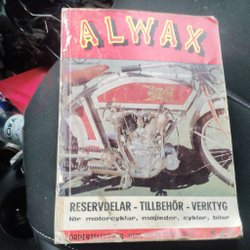 ALWAX
RESERVDELAR - TILLBEHÖR - VERKTYG
för motorcyklar, mopeder, cyklar, bilar